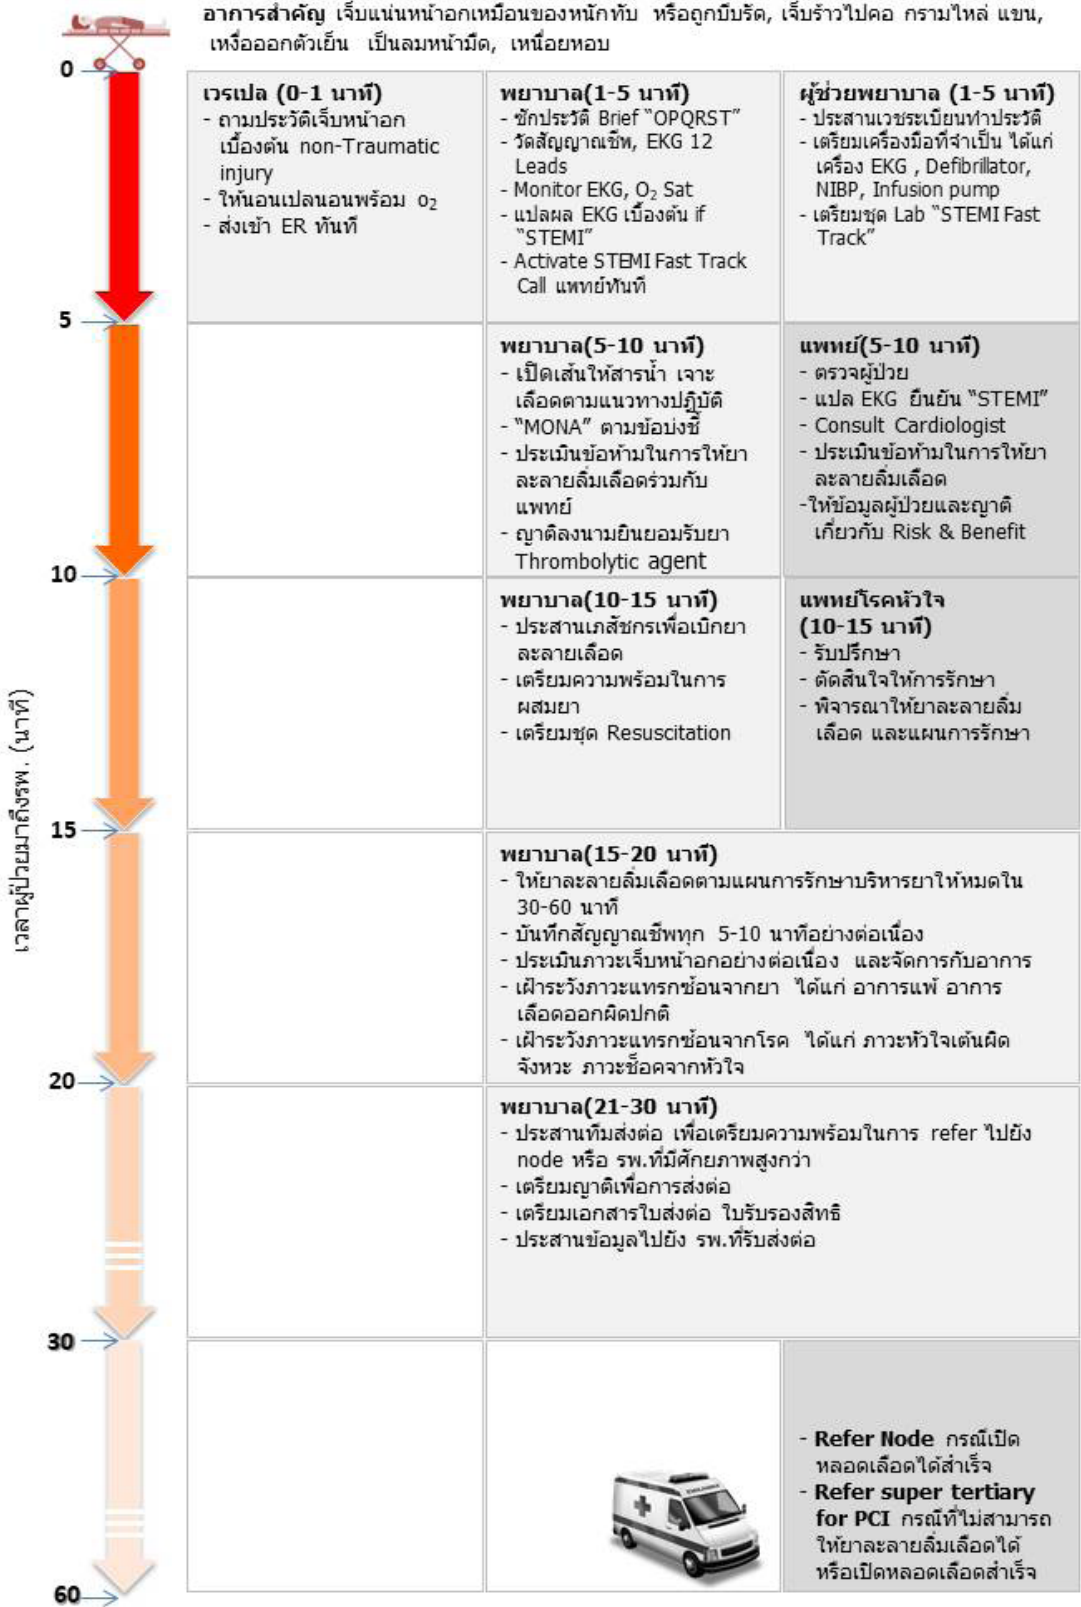 อาการสำคัญ เจ็บแน่นหน้าอกเหมือนของหนักทับ หรือถูกบีบรัด, เจ็บร้าวไปคอ กรามไหล่ แขน,
เหงื่อออกตัวเย็น เป็นลมหน้ามืด, เหนื่อยหอบ
0
เวรเปล (0-1 นาที)
- ถามประวัติเจ็บหน้าอก
เบื้องต้น non-Traumatic
injury
- ให้นอนเปลนอนพร้อม o₂
- ส่งเข้า ER ทันที
พยาบาล(1-5 นาที)
- ซักประวัติ Brief “OPQRST”
- วัดสัญญาณชีพ, EKG 12
Leads
- Monitor EKG, O₂ Sat
- แปลผล EKG เบื้องต้น if
“STEMI”
- Activate STEMI Fast Track
Call แพทย์ทันที
ผู้ช่วยพยาบาล (1-5 นาที)
- ประสานเวชระเบียนทำประวัติ
- เตรียมเครื่องมือที่จำเป็น ได้แก่
เครื่อง EKG , Defibrillator,
NIBP, Infusion pump
- เตรียมชุด Lab “STEMI Fast
Track”
5
พยาบาล(5-10 นาที)
- เปิดเส้นให้สารน้ำ เจาะ
เลือดตามแนวทางปฏิบัติ
- “MONA” ตามข้อบ่งชี้
- ประเมินข้อห้ามในการให้ยา
ละลายลิ่มเลือดร่วมกับ
แพทย์
- ญาติลงนามยินยอมรับยา
Thrombolytic agent
แพทย์(5-10 นาที)
- ตรวจผู้ป่วย
- แปล EKG ยืนยัน “STEMI”
- Consult Cardiologist
- ประเมินข้อห้ามในการให้ยา
ละลายลิ่มเลือด
-ให้ข้อมูลผู้ป่วยและญาติ
เกี่ยวกับ Risk & Benefit
10
พยาบาล(10-15 นาที)
- ประสานเภสัชกรเพื่อเบิกยา
ละลายเลือด
- เตรียมความพร้อมในการ
ผสมยา
- เตรียมชุด Resuscitation
แพทย์โรคหัวใจ
(10-15 นาที)
- รับปรึกษา
- ตัดสินใจให้การรักษา
- พิจารณาให้ยาละลายลิ่ม
เลือด และแผนการรักษา
เวลาผู้ป่วยมาถึงรพ. (นาที)
15
พยาบาล(15-20 นาที)
- ให้ยาละลายลิ่มเลือดตามแผนการรักษาบริหารยาให้หมดใน
30-60 นาที
- บันทึกสัญญาณชีพทุก 5-10 นาทีอย่างต่อเนื่อง
- ประเมินภาวะเจ็บหน้าอกอย่างต่อเนื่อง และจัดการกับอาการ
- เฝ้าระวังภาวะแทรกซ้อนจากยา ได้แก่ อาการแพ้ อาการ
เลือดออกผิดปกติ
- เฝ้าระวังภาวะแทรกซ้อนจากโรค ได้แก่ ภาวะหัวใจเต้นผิด
จังหวะ ภาวะช็อคจากหัวใจ
20
พยาบาล(21-30 นาที)
- ประสานทีมส่งต่อ เพื่อเตรียมความพร้อมในการ refer ไปยัง
node หรือ รพ.ที่มีศักยภาพสูงกว่า
- เตรียมญาติเพื่อการส่งต่อ
- เตรียมเอกสารใบส่งต่อ ใบรับรองสิทธิ
- ประสานข้อมูลไปยัง รพ.ที่รับส่งต่อ
30
- Refer Node กรณีเปิด
หลอดเลือดได้สำเร็จ
- Refer super tertiary
for PCI กรณีที่ไม่สามารถ
ให้ยาละลายลิ่มเลือดได้
หรือเปิดหลอดเลือดสำเร็จ
60